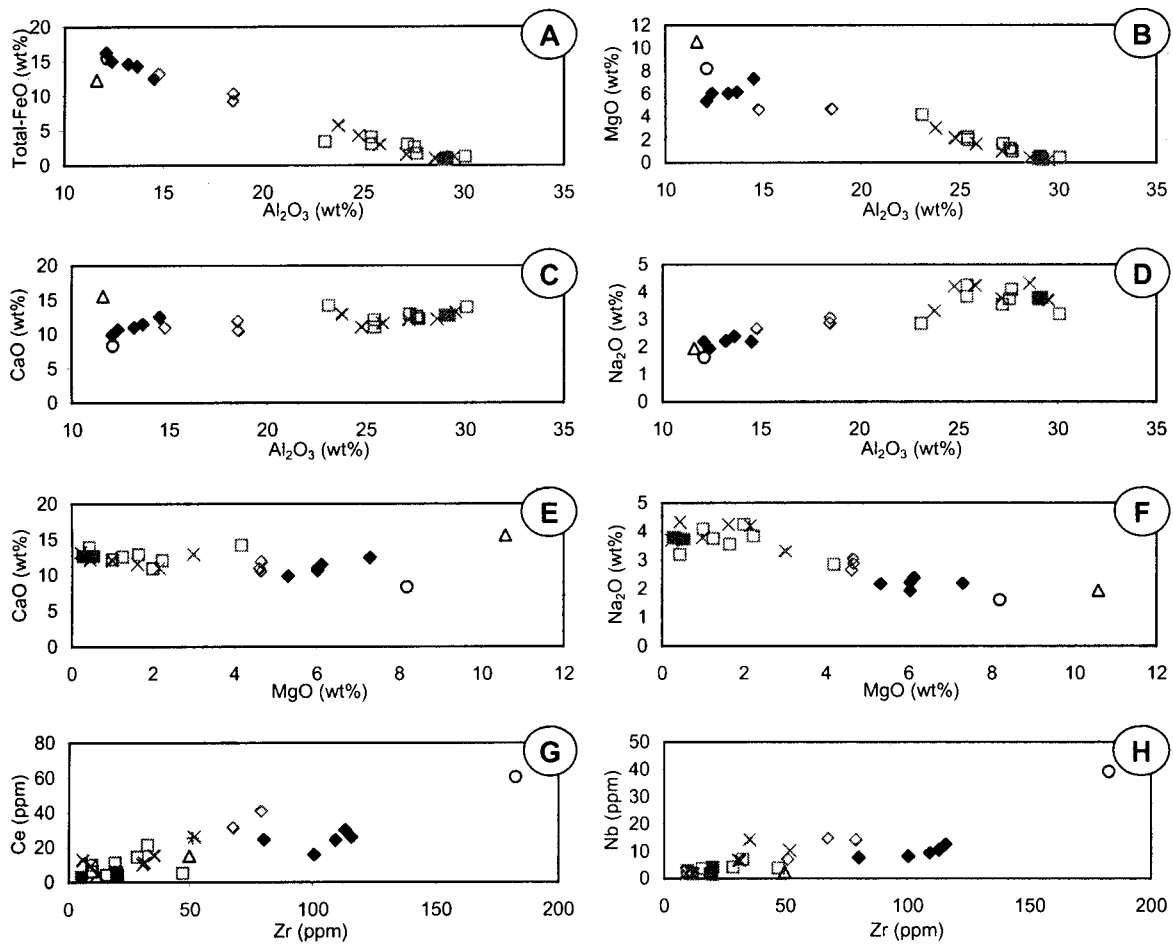 A
Total-FeO (wt%)
20
15
10
5
0
10 15 20 25 30 35
Al₂O₃ (wt%)
B
MgO (wt%)
12
10
8
6
4
2
0
10 15 20 25 30 35
Al₂O₃ (wt%)
C
CaO (wt%)
20
15
10
5
0
10 15 20 25 30 35
Al₂O₃ (wt%)
D
Na₂O (wt%)
5
4
3
2
1
0
10 15 20 25 30 35
Al₂O₃ (wt%)
E
CaO (wt%)
20
15
10
5
0
0 2 4 6 8 10 12
MgO (wt%)
F
Na₂O (wt%)
5
4
3
2
1
0
0 2 4 6 8 10 12
MgO (wt%)
G
Ce (ppm)
80
60
40
20
0
0 50 100 150 200
Zr (ppm)
H
Nb (ppm)
50
40
30
20
10
0
0 50 100 150 200
Zr (ppm)